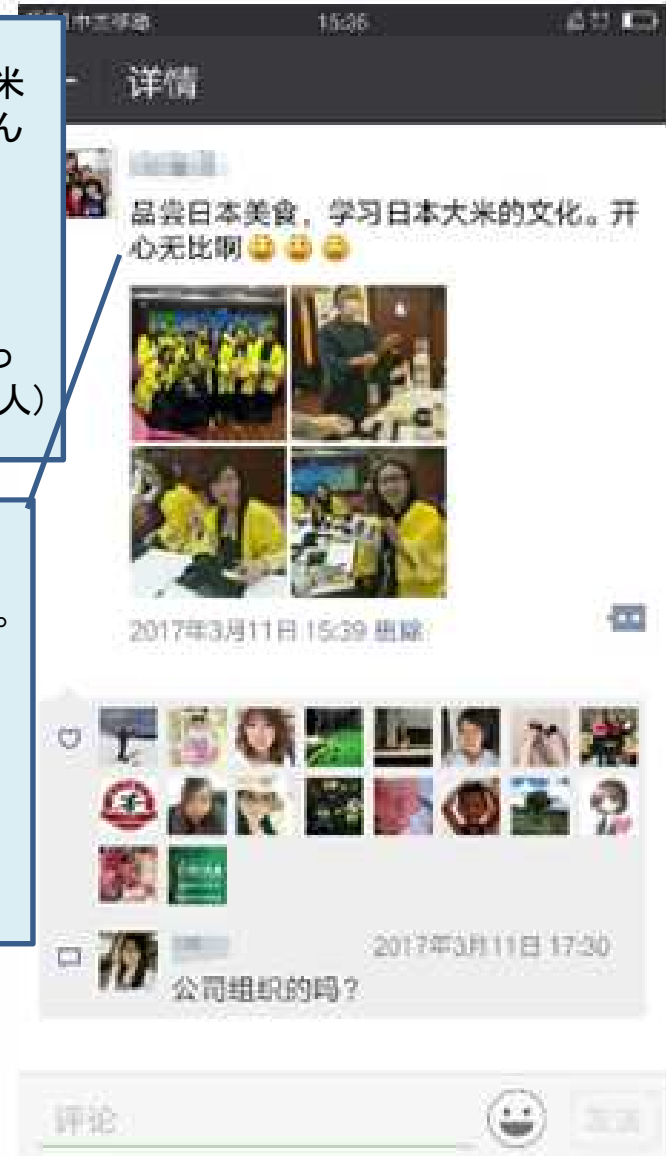 米
ん
っ
人）
。
15:36
详情
品尝日本美食，学习日本大米的文化。开
心无比啊
2017年3月11日 15:39 删除
2017年3月11日 17:30
公司组织的吗？
评论
发送